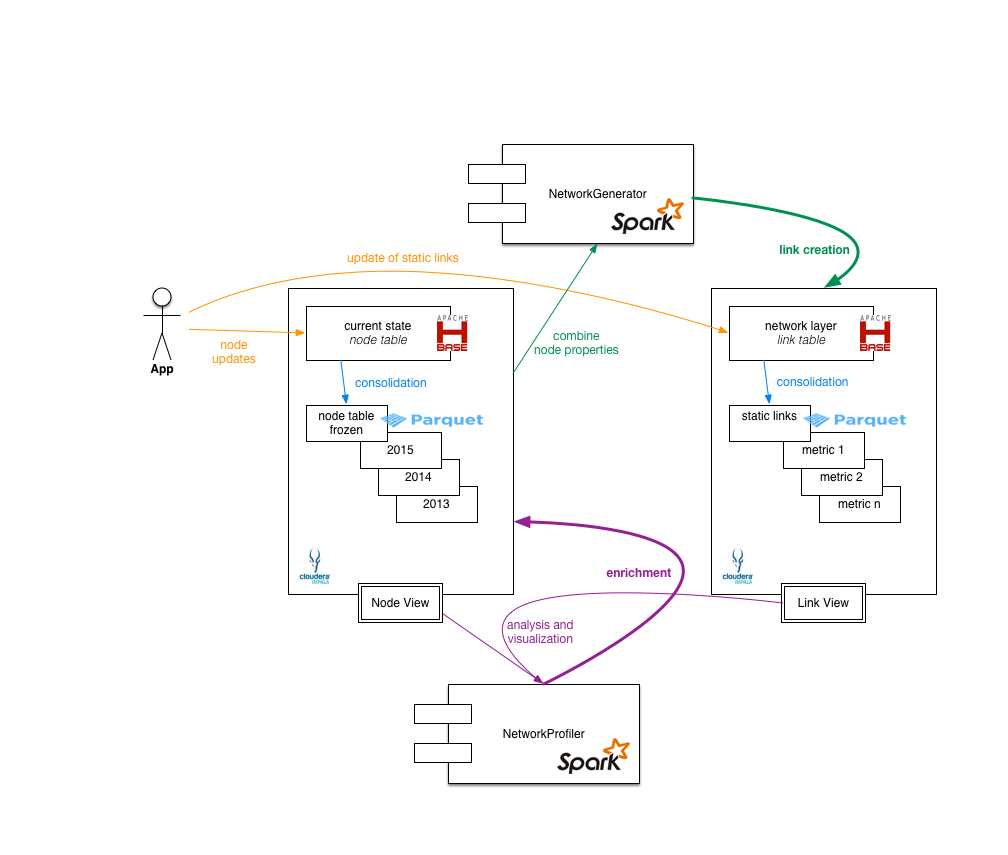 NetworkGenerator
Spark
link creation
update of static links
App
node
updates
current state
node table
APACHE
H
BASE
combine
node properties
network layer
link table
APACHE
H
BASE
consolidation
consolidation
node table
frozen
Parquet
2015
2014
2013
static links
Parquet
metric 1
metric 2
metric n
cloudera
IMPALA
cloudera
IMPALA
enrichment
Node View
Link View
analysis and
visualization
NetworkProfiler
Spark